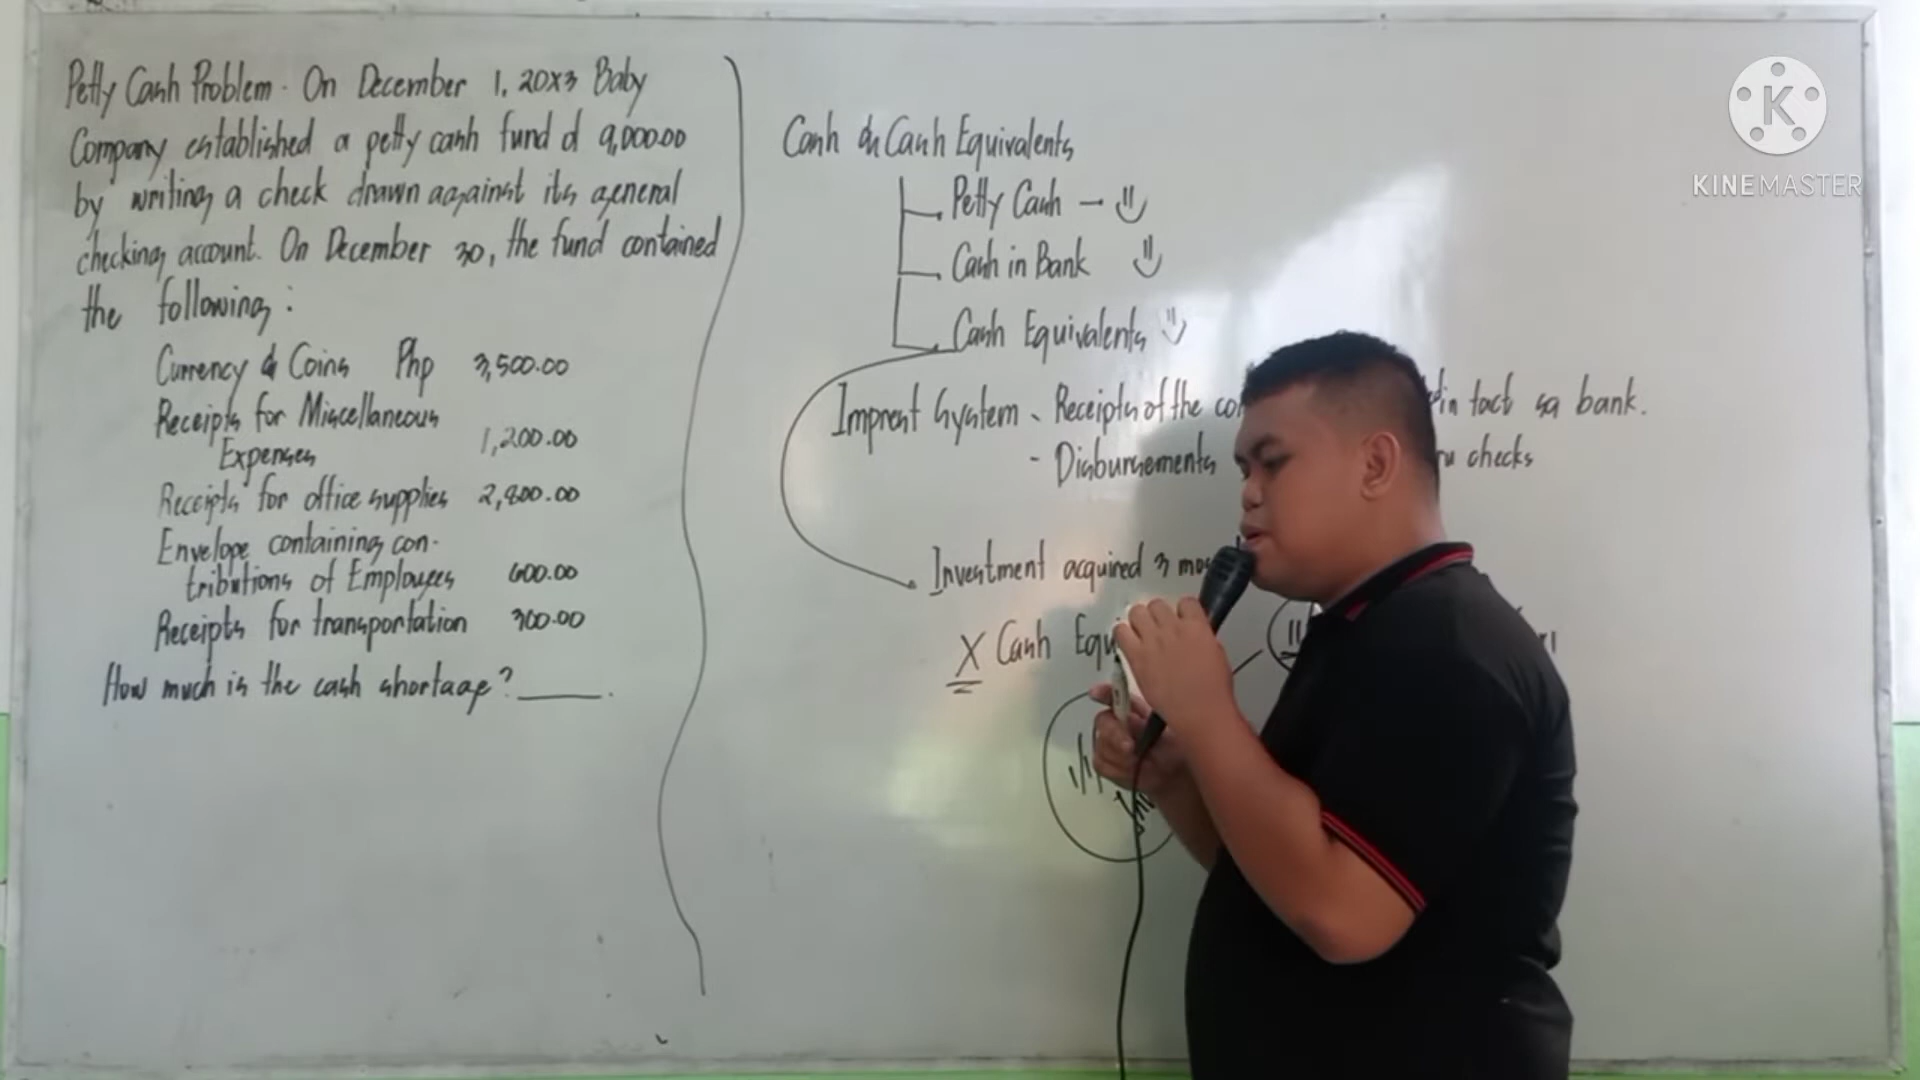 Petty Cash Problem - On December 1, 20x3 Baby
Company established a petty cash fund of 9,000.00
by writing a check drawn against its general
checking account. On December 30, the fund contained
the following:
Currency & Coins Php 3,500.00
Receipts for Miscellaneous
Expenses 1,200.00
Receipts for office supplies 2,800.00
Envelope containing con-
tributions of Employees 600.00
Receipts for transportation 300.00
How much is the cash shortage? ______.
Cash & Cash Equivalents
Petty Cash -
Cash in Bank
Cash Equivalents
Imprest System - Receipts of the in tact sa bank.
- Disbursements checks
Investment acquired 3
X Cash
KINEMASTER